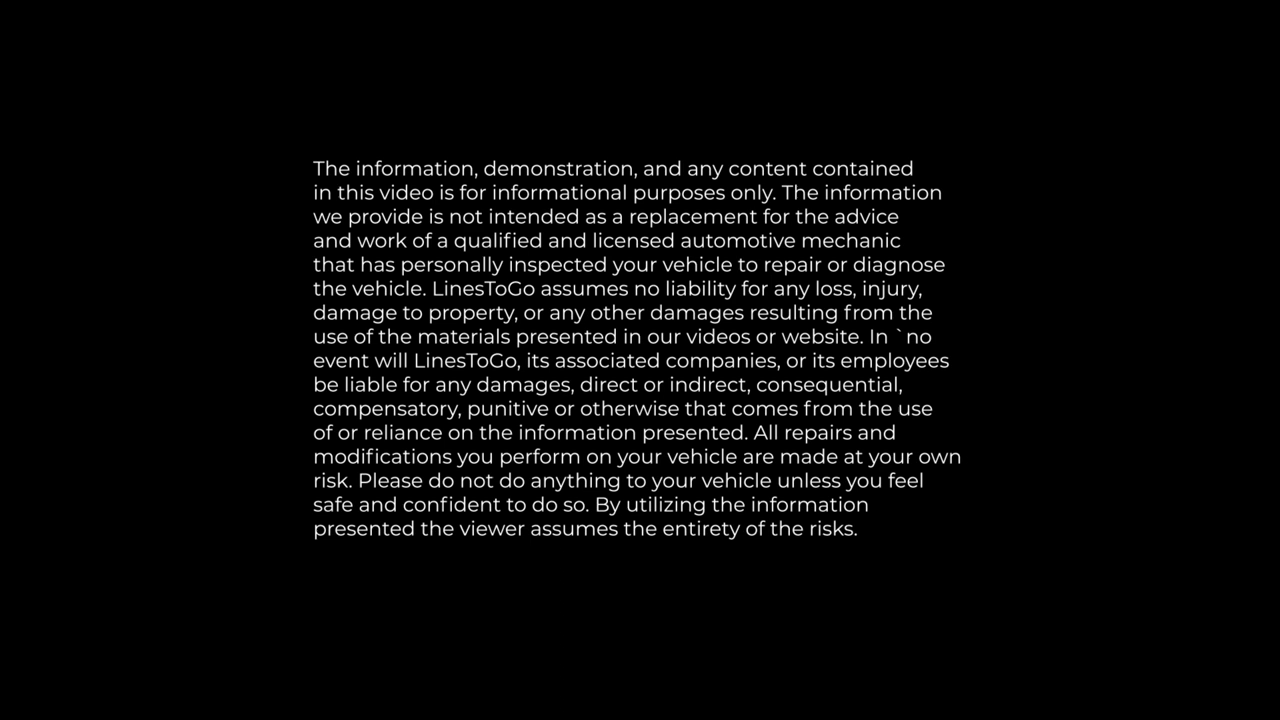 The information, demonstration, and any content contained
in this video is for informational purposes only. The information
we provide is not intended as a replacement for the advice
and work of a qualified and licensed automotive mechanic
that has personally inspected your vehicle to repair or diagnose
the vehicle. LinesToGo assumes no liability for any loss, injury,
damage to property, or any other damages resulting from the
use of the materials presented in our videos or website. In `no
event will LinesToGo, its associated companies, or its employees
be liable for any damages, direct or indirect, consequential,
compensatory, punitive or otherwise that comes from the use
of or reliance on the information presented. All repairs and
modifications you perform on your vehicle are made at your own
risk. Please do not do anything to your vehicle unless you feel
safe and confident to do so. By utilizing the information
presented the viewer assumes the entirety of the risks.